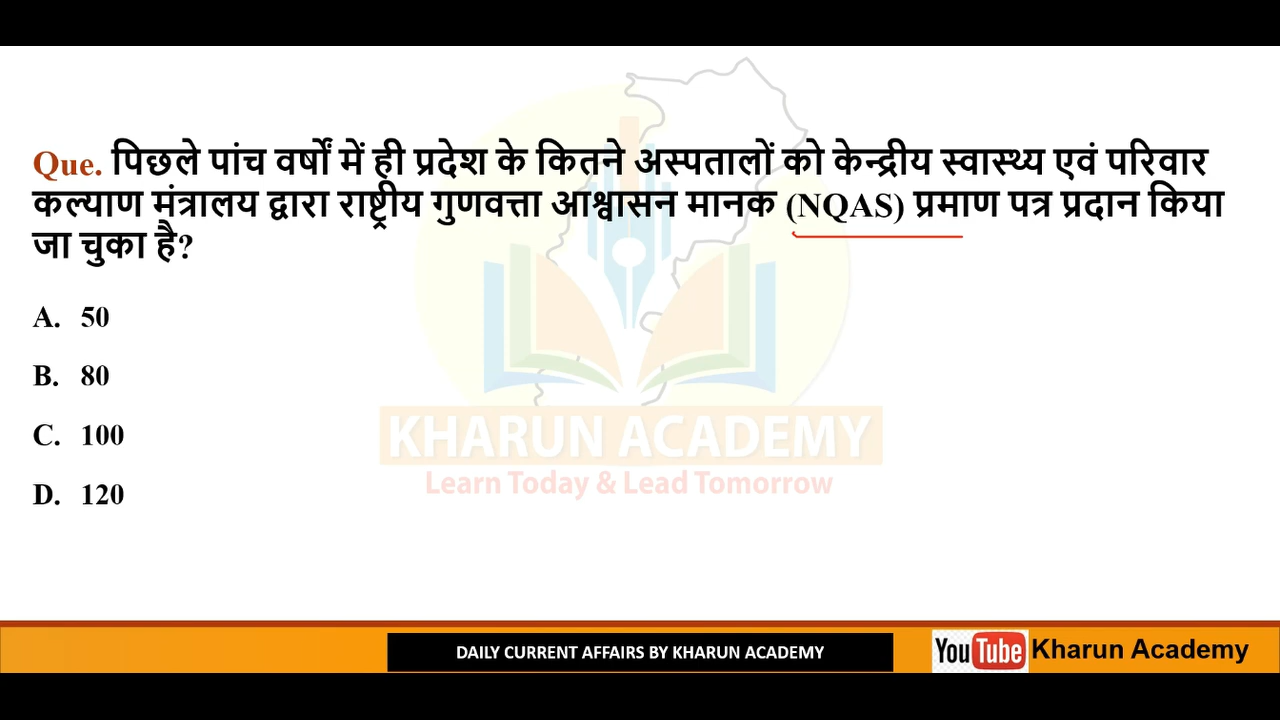 Que. पिछले पांच वर्षों में ही प्रदेश के कितने अस्पतालों को केन्द्रीय स्वास्थ्य एवं परिवार
कल्याण मंत्रालय द्वारा राष्ट्रीय गुणवत्ता आश्वासन मानक (NQAS) प्रमाण पत्र प्रदान किया
जा चुका है?
A. 50
B. 80
C. 100
D. 120
KHARUN ACADEMY
Learn Today & Lead Tomorrow
DAILY CURRENT AFFAIRS BY KHARUN ACADEMY
YouTube Kharun Academy